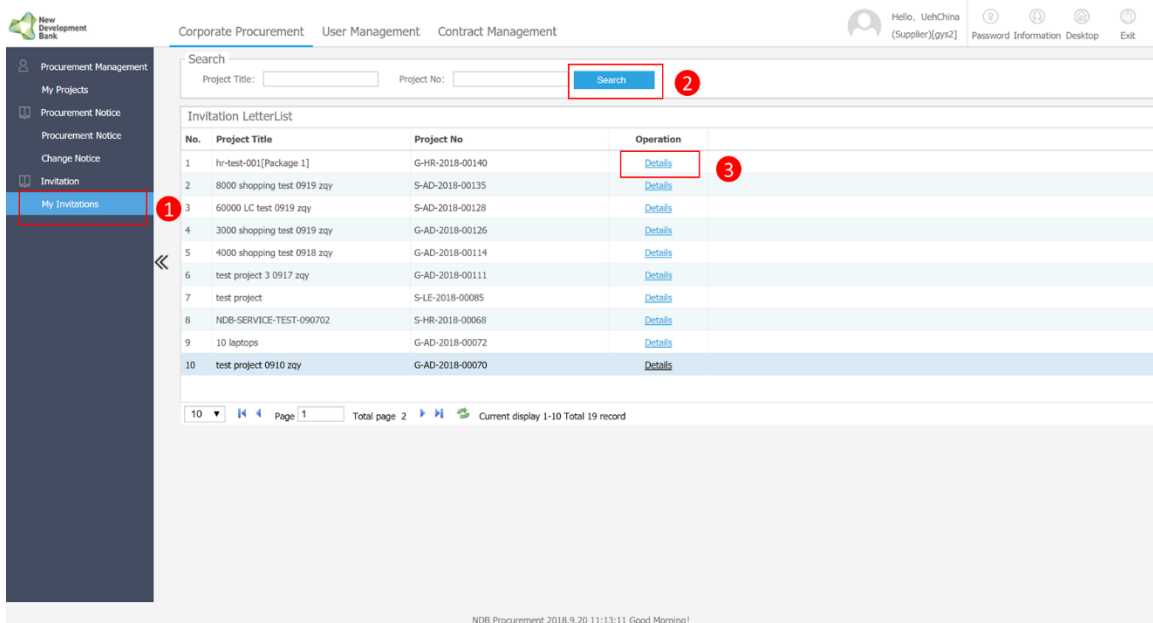 New
Development
Bank
Corporate Procurement User Management Contract Management
Hello, UehChina
(Supplier)[gys2]
Password Information Desktop Exit
Procurement Management
My Projects
Procurement Notice
Procurement Notice
Change Notice
Invitation
My Invitations
1
Search
Project Title: Project No: Search
2
Invitation LetterList
No. Project Title Project No Operation
1 hr-test-001[Package 1] G-HR-2018-00140 Details
3
2 8000 shopping test 0919 zqy S-AD-2018-00135 Details
3 60000 LC test 0919 zqy S-AD-2018-00128 Details
4 3000 shopping test 0919 zqy G-AD-2018-00126 Details
5 4000 shopping test 0918 zqy G-AD-2018-00114 Details
6 test project 3 0917 zqy G-AD-2018-00111 Details
7 test project S-LE-2018-00085 Details
8 NDB-SERVICE-TEST-090702 S-HR-2018-00068 Details
9 10 laptops G-AD-2018-00072 Details
10 test project 0910 zqy G-AD-2018-00070 Details
10 Page 1 Total page 2 Current display 1-10 Total 19 record
NDB Procurement 2018.9.20 11:13:11 Good Morning!